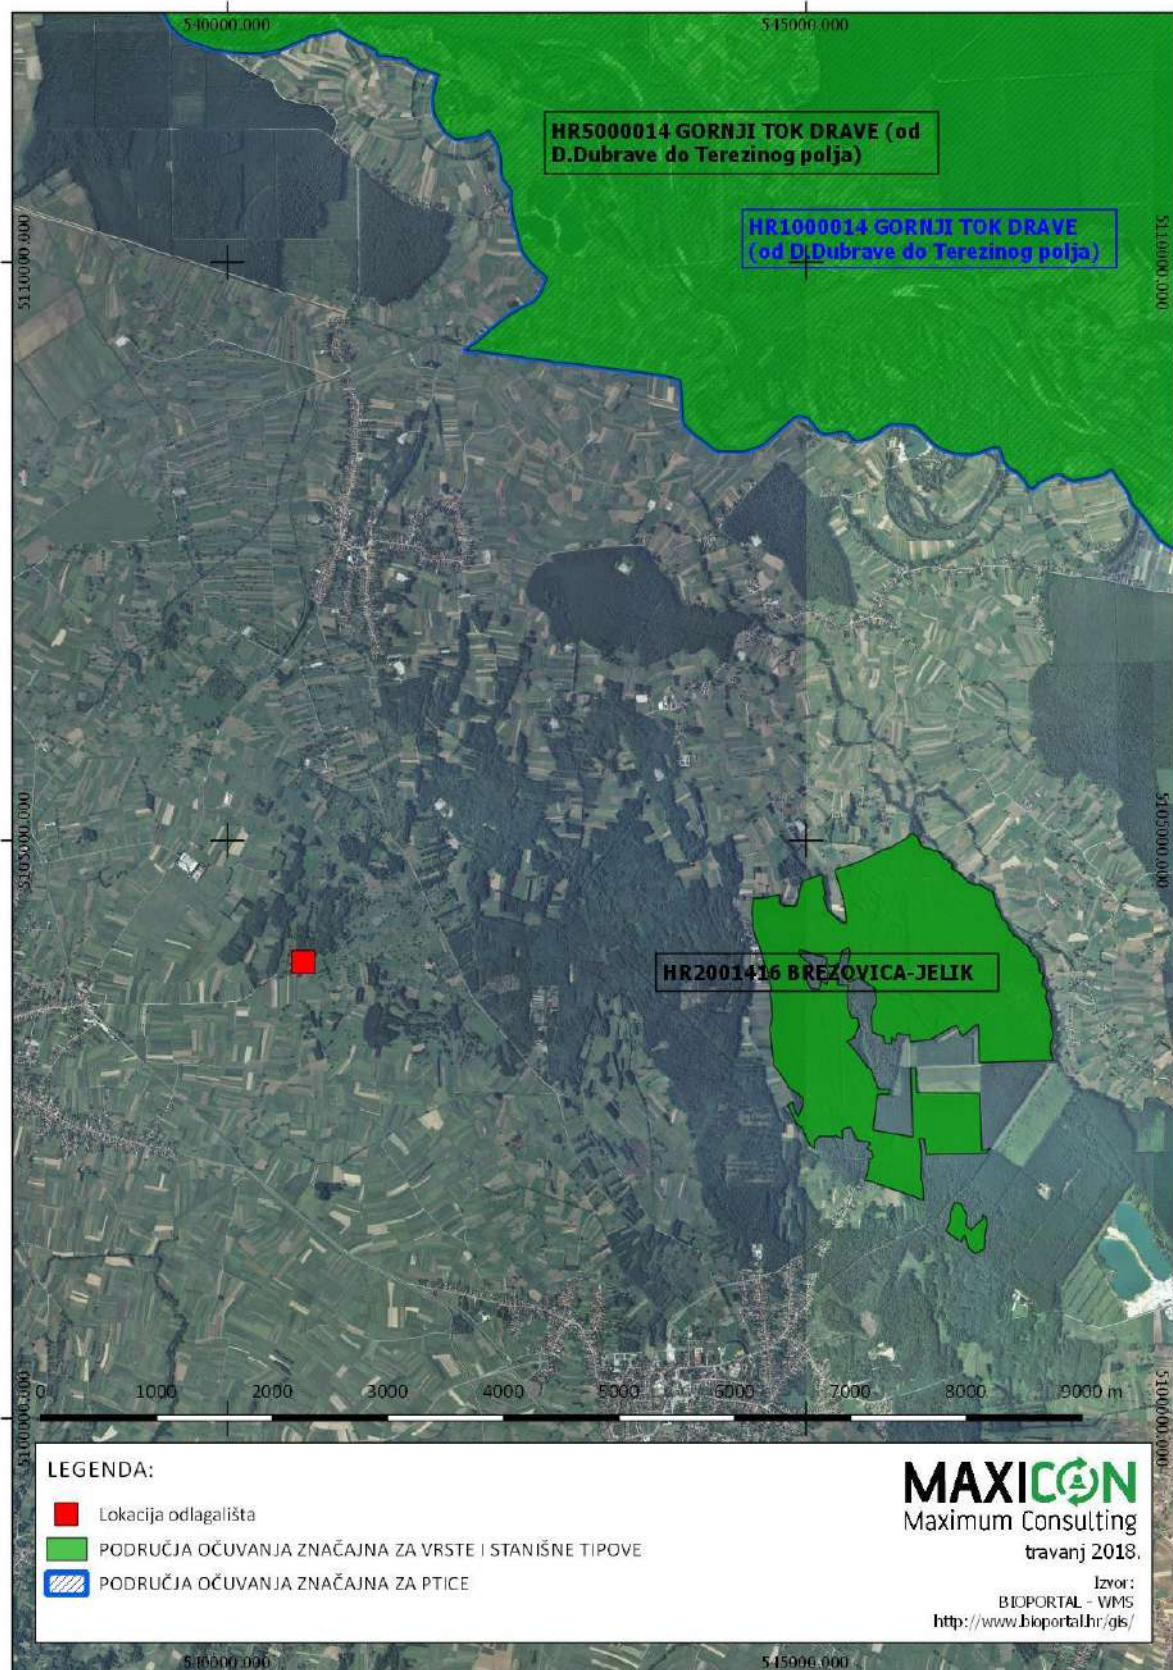 540000.000
545000.000
HR5000014 GORNJI TOK DRAVE (od
D.Dubrave do Terezinog polja)
HR1000014 GORNJI TOK DRAVE
(od D.Dubrave do Terezinog polja)
5110000.000
5110000.000
5105000.000
5105000.000
HR2001416 BREZOVICA-JELIK
5100000.000
5100000.000
0 1000 2000 3000 4000 5000 6000 7000 8000 9000 m
LEGENDA:
Lokacija odlagališta
PODRUČJA OČUVANJA ZNAČAJNA ZA VRSTE I STANIŠNE TIPOVE
PODRUČJA OČUVANJA ZNAČAJNA ZA PTICE
MAXICON
Maximum Consulting
travanj 2018.
Izvor:
BIOPORTAL - WMS
http://www.bioportal.hr/gis/
540000.000
545000.000